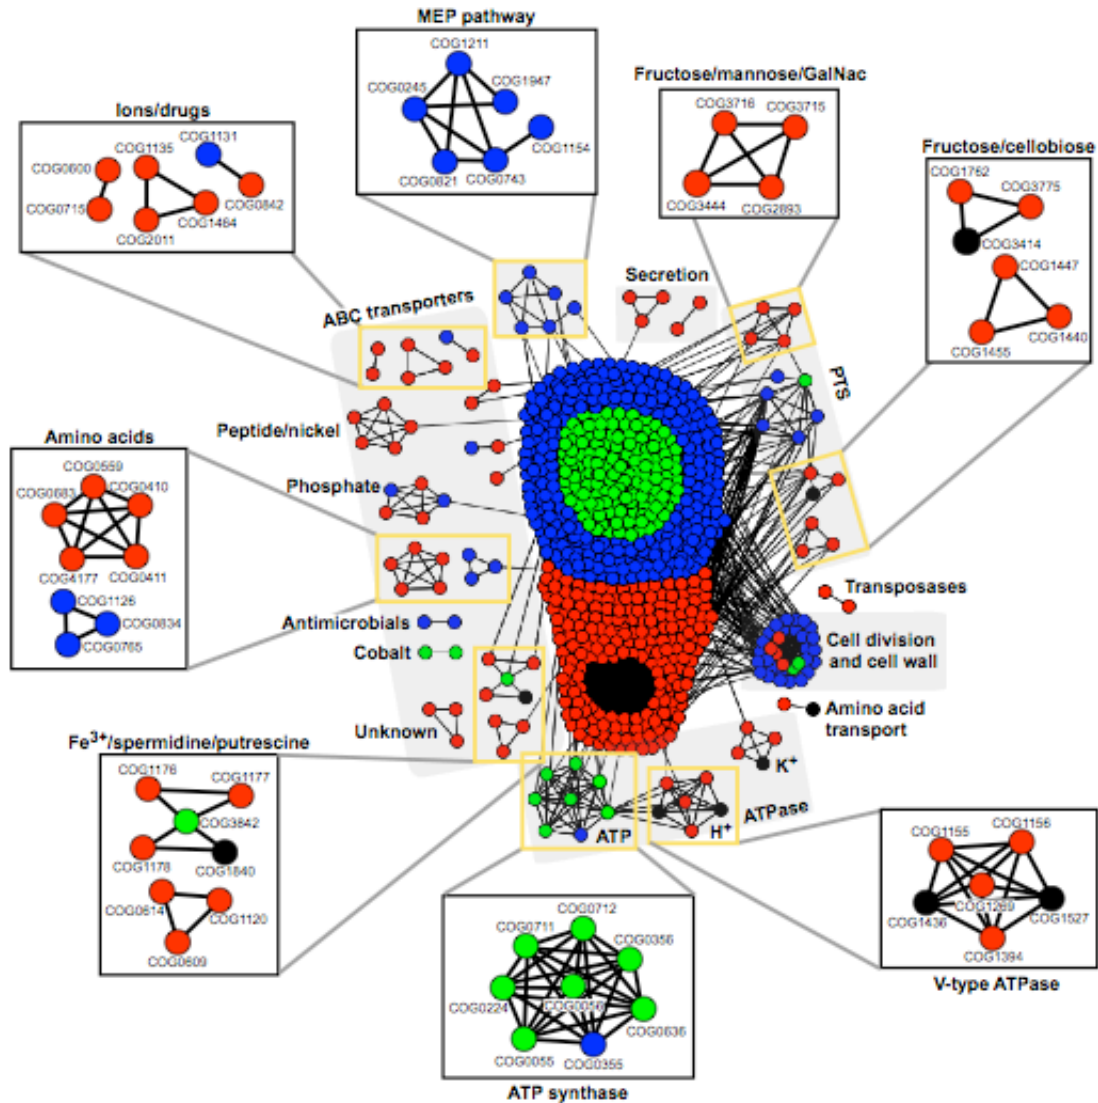 MEP pathway
COG1211
COG0245
COG1947
COG1154
COG0821
COG0743
Fructose/mannose/GalNac
COG3716
COG3715
COG3444
COG2893
Ions/drugs
COG1131
COG0600
COG1135
COG0715
COG1464
COG0842
COG2011
Fructose/cellobiose
COG1762
COG3775
COG3414
COG1447
COG1440
COG1455
Secretion
ABC transporters
PTS
Peptide/nickel
Phosphate
Amino acids
COG0559
COG0683
COG0410
COG4177
COG0411
COG1126
COG0834
COG0765
Antimicrobials
Cobalt
Unknown
Transposases
Cell division
and cell wall
Amino acid
transport
K+
ATPase
H+
ATP
Fe3+/spermidine/putrescine
COG1176
COG1177
COG3842
COG1178
COG1840
COG0614
COG1120
COG0609
COG0712
COG0711
COG0356
COG0056
COG0224
COG0636
COG0055
COG0355
ATP synthase
COG1155
COG1156
COG1269
COG1436
COG1527
COG1394
V-type ATPase